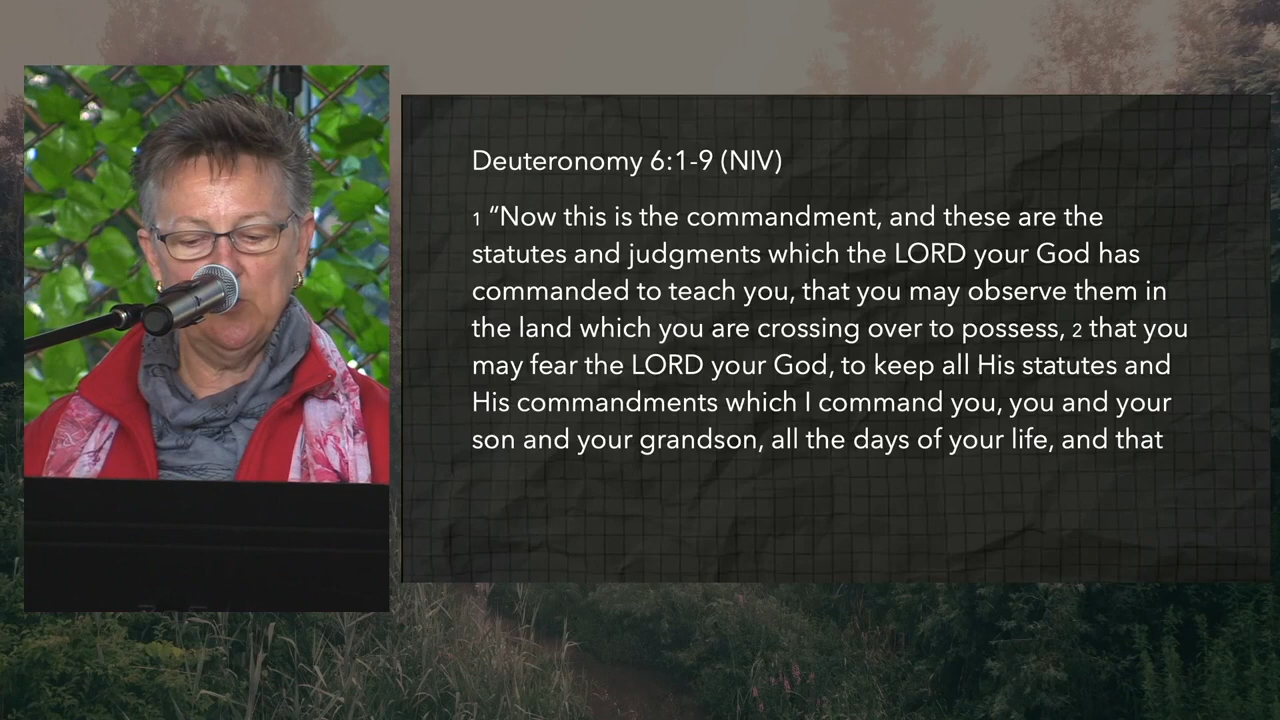 Deuteronomy 6:1-9 (NIV)
1 “Now this is the commandment, and these are the
statutes and judgments which the LORD your God has
commanded to teach you, that you may observe them in
the land which you are crossing over to possess, 2 that you
may fear the LORD your God, to keep all His statutes and
His commandments which I command you, you and your
son and your grandson, all the days of your life, and that